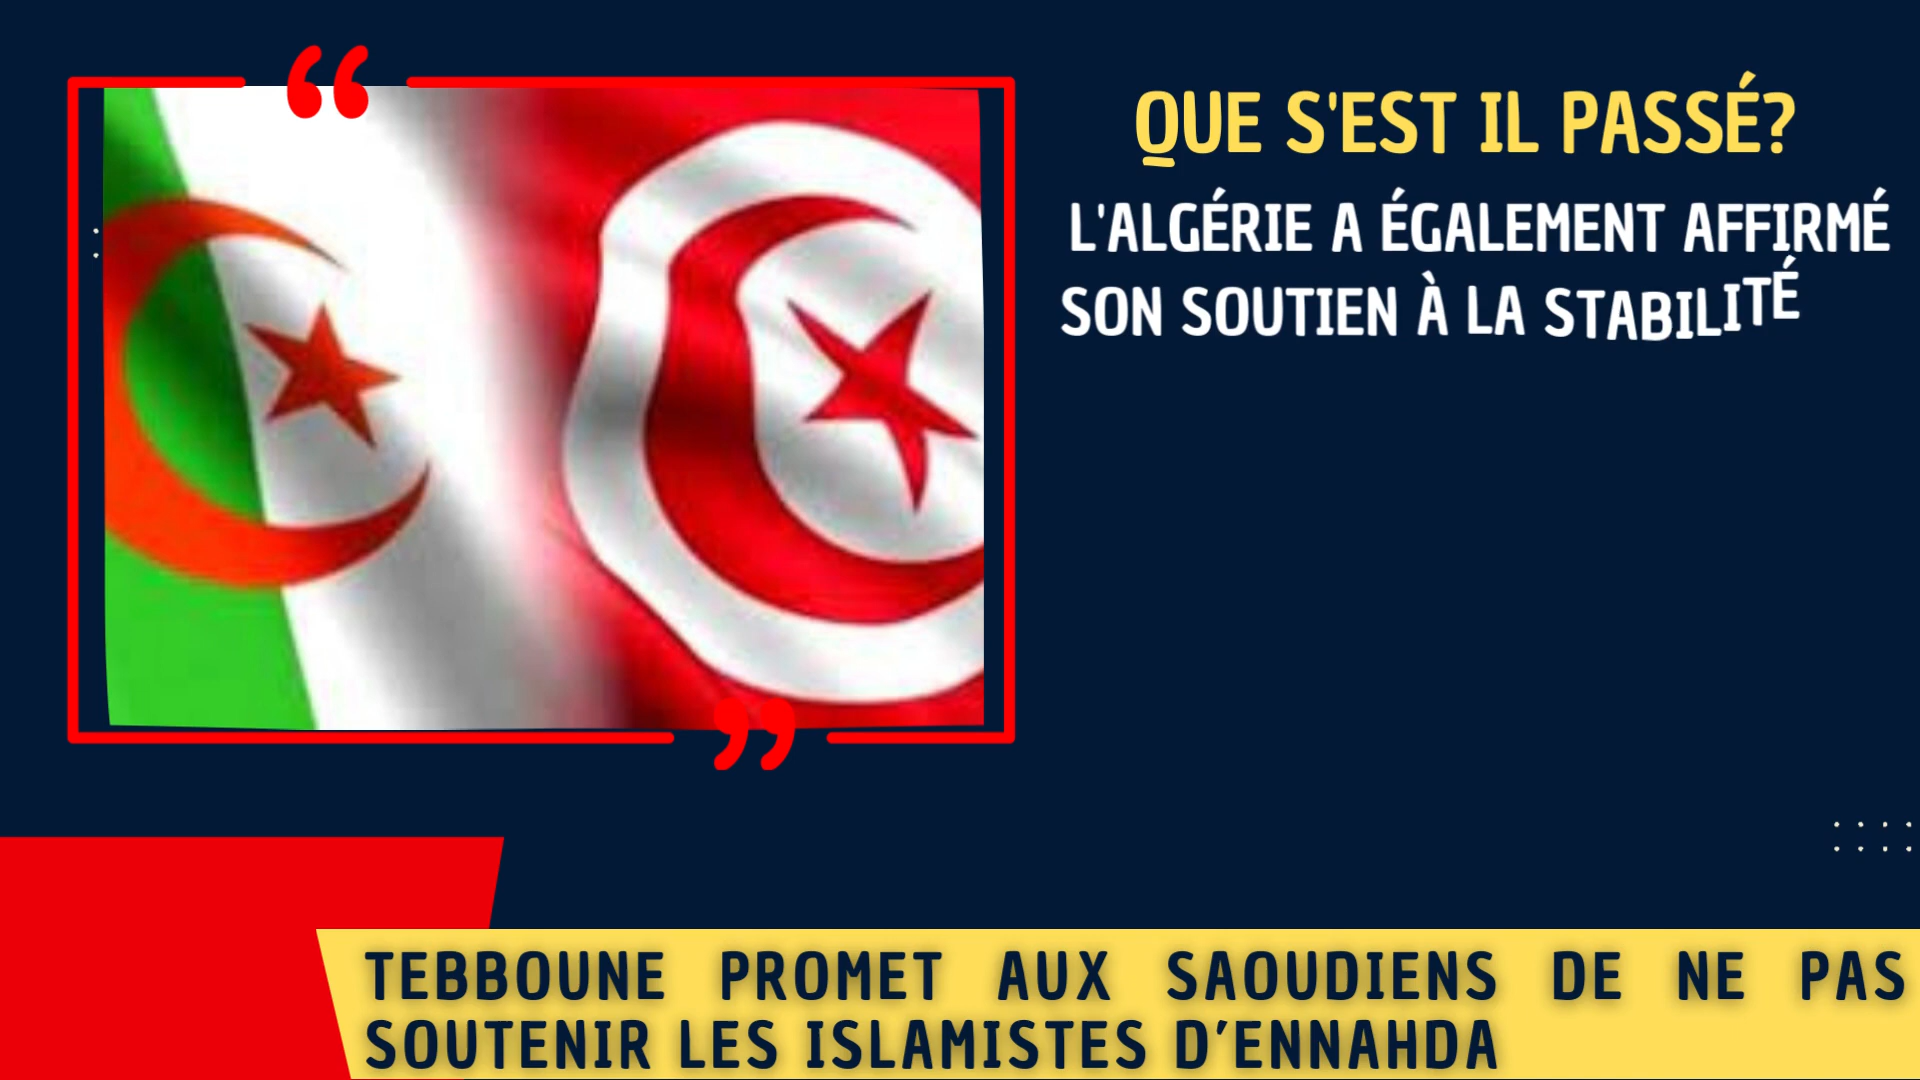 QUE S'EST IL PASSÉ?
L'ALGÉRIE A ÉGALEMENT AFFIRMÉ
SON SOUTIEN À LA STABILITÉ
TEBBOUNE PROMET AUX SAOUDIENS DE NE PAS
SOUTENIR LES ISLAMISTES D’ENNAHDA